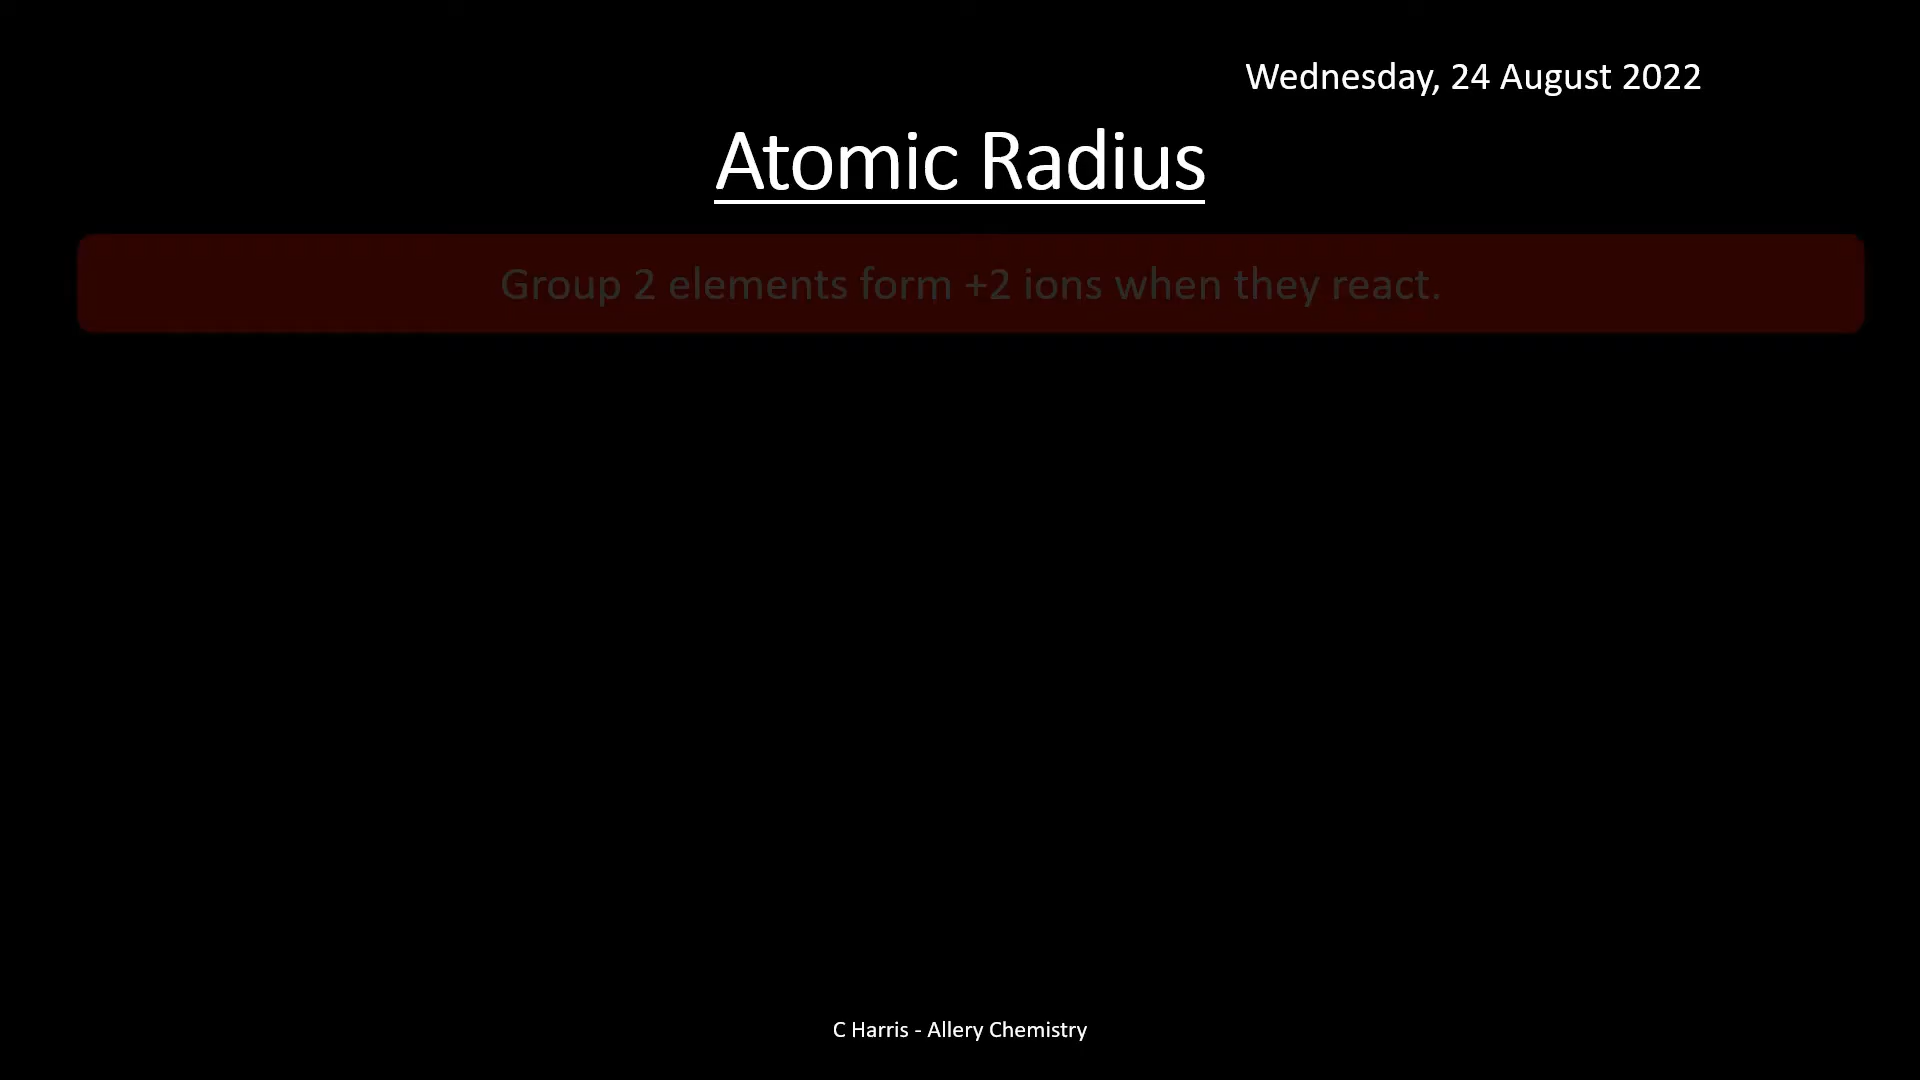 Wednesday, 24 August 2022
Atomic Radius
Group 2 elements form +2 ions when they react.
C Harris - Allery Chemistry